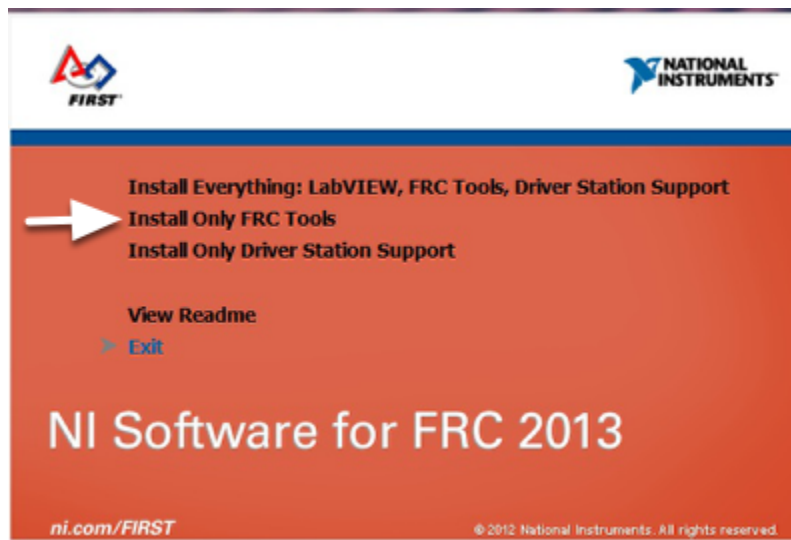 FIRST
NATIONAL
INSTRUMENTS
Install Everything: LabVIEW, FRC Tools, Driver Station Support
Install Only FRC Tools
Install Only Driver Station Support
View Readme
Exit
NI Software for FRC 2013
ni.com/FIRST
©2012 National Instruments. All rights reserved.